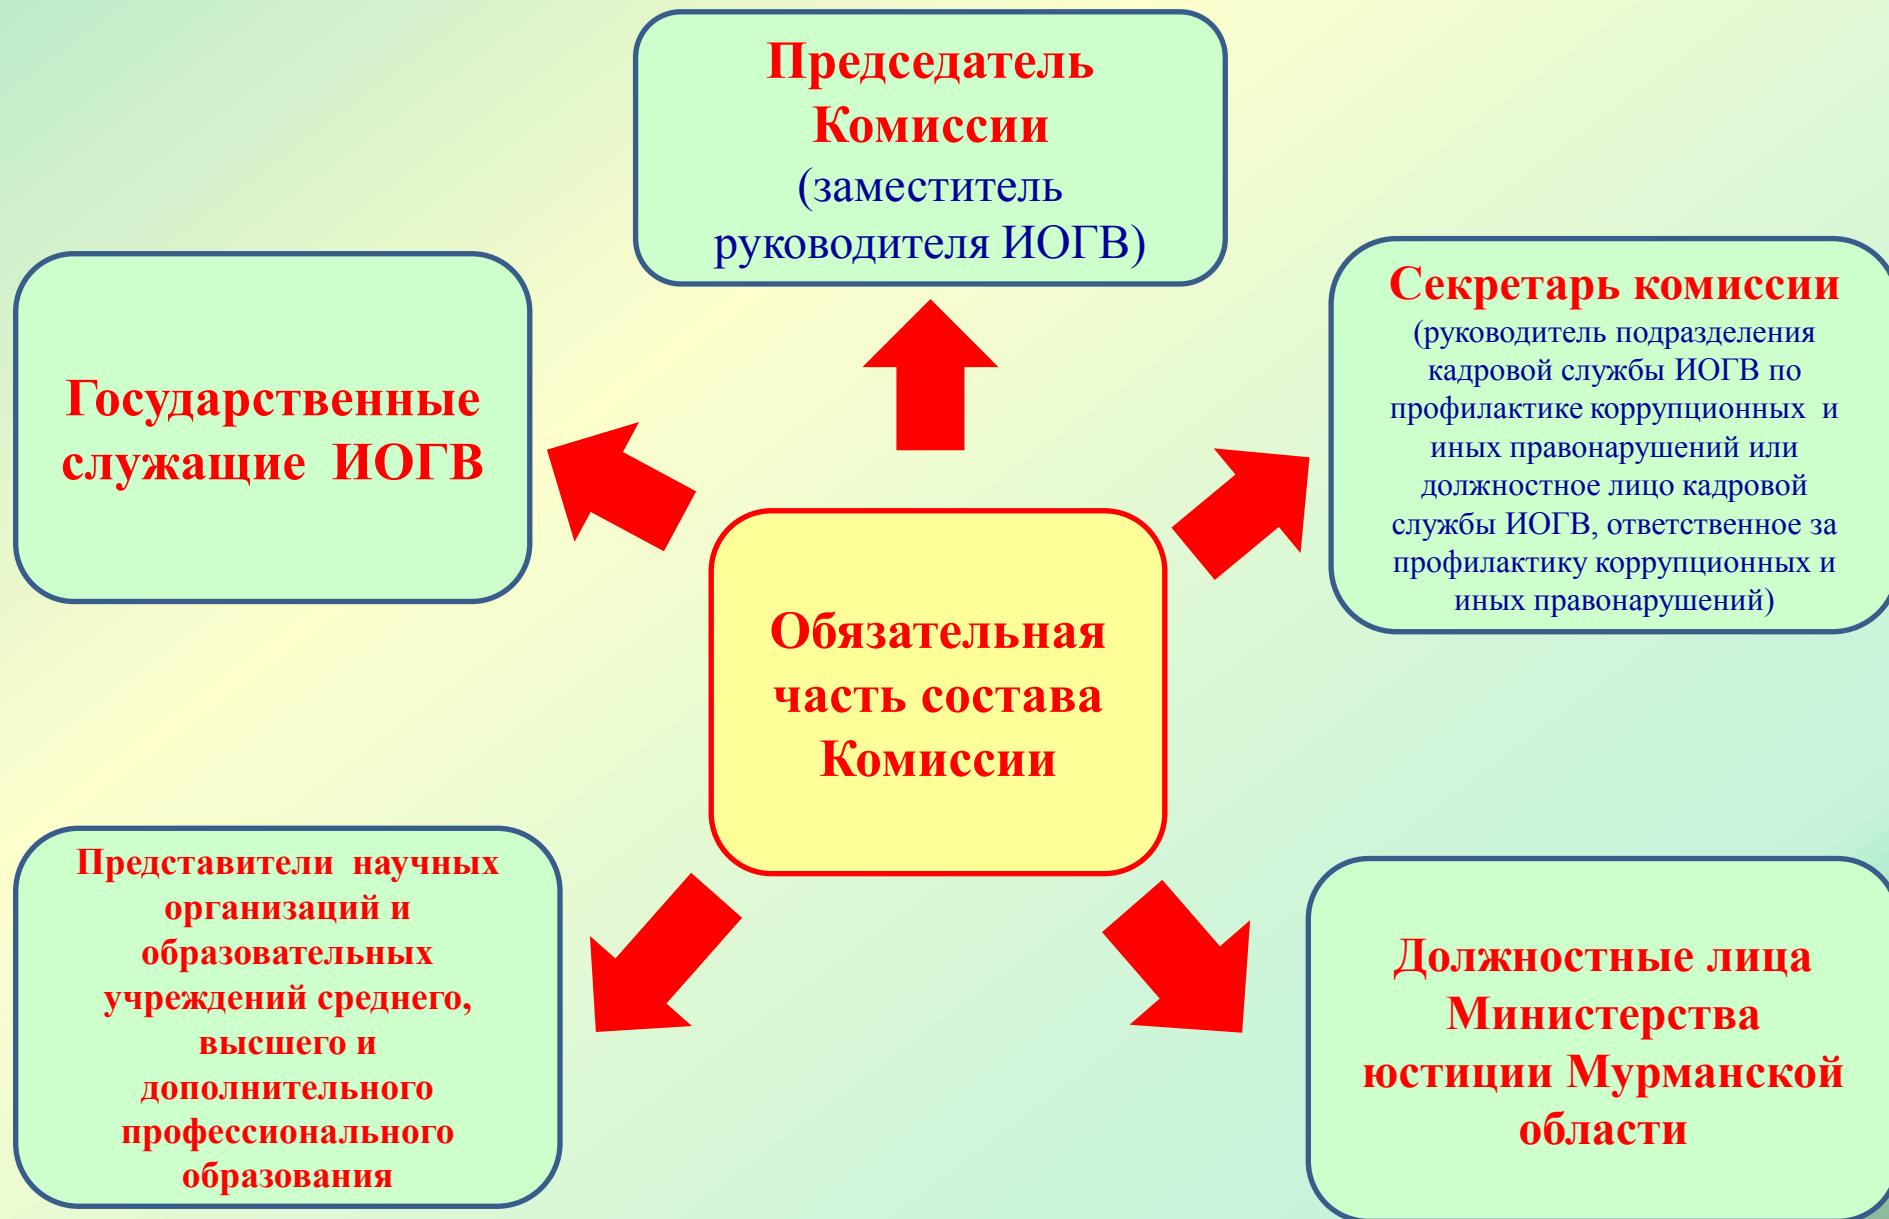 Председатель
Комиссии
(заместитель
руководителя ИОГВ)
Государственные
служащие ИОГВ
Секретарь комиссии
(руководитель подразделения
кадровой службы ИОГВ по
профилактике коррупционных и
иных правонарушений или
должностное лицо кадровой
службы ИОГВ, ответственное за
профилактику коррупционных и
иных правонарушений)
Обязательная
часть состава
Комиссии
Представители научных
организаций и
образовательных
учреждений среднего,
высшего и
дополнительного
профессионального
образования
Должностные лица
Министерства
юстиции Мурманской
области